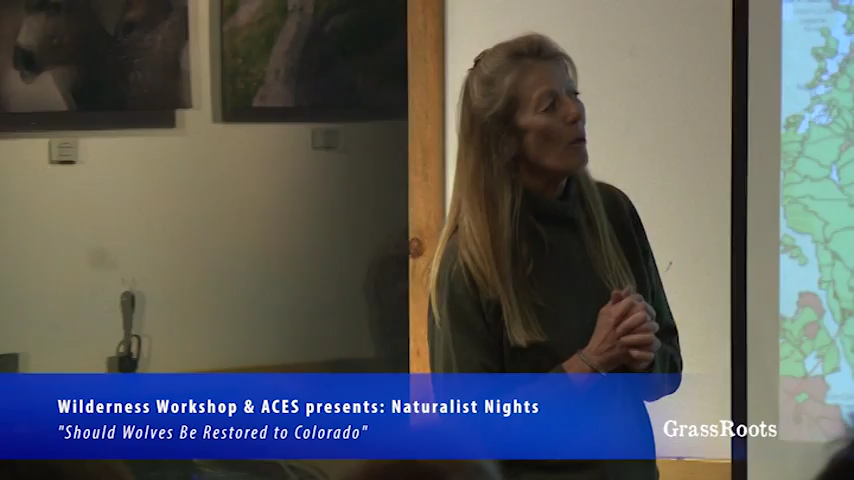 Wilderness Workshop & ACES presents: Naturalist Nights
"Should Wolves Be Restored to Colorado"
GrassRoots